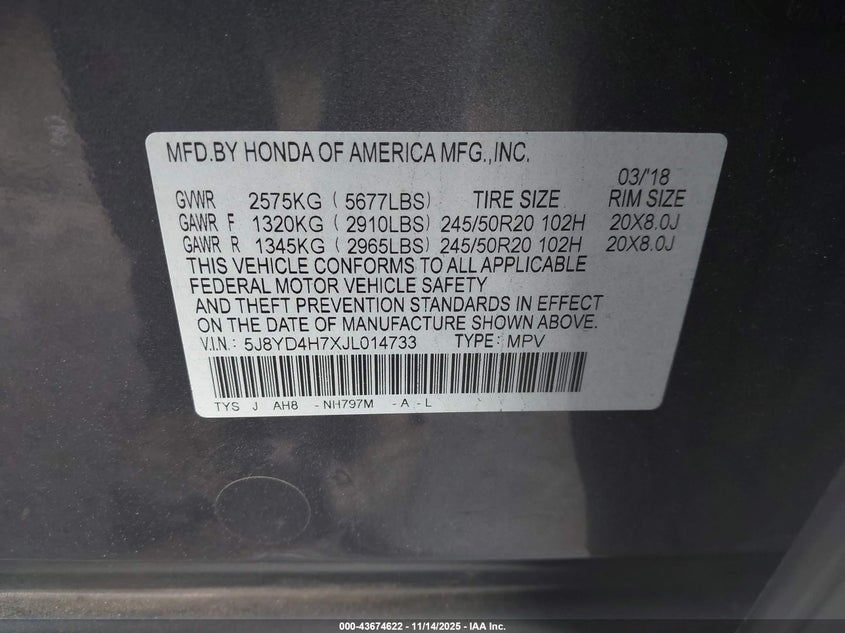 MFD.BY HONDA OF AMERICA MFG.,INC.
03/'18
GVWR 2575KG ( 5677LBS) TIRE SIZE RIM SIZE
GAWR F 1320KG ( 2910LBS) 245/50R20 102H 20X8.0J
GAWR R 1345KG ( 2965LBS) 245/50R20 102H 20X8.0J
THIS VEHICLE CONFORMS TO ALL APPLICABLE
FEDERAL MOTOR VEHICLE SAFETY
AND THEFT PREVENTION STANDARDS IN EFFECT
ON THE DATE OF MANUFACTURE SHOWN ABOVE.
V.I.N.: 5J8YD4H7XJL014733 TYPE: MPV
TYS J AH8 -NH797M -A -L
000-43674622 - 11/14/2025 - IAA Inc.